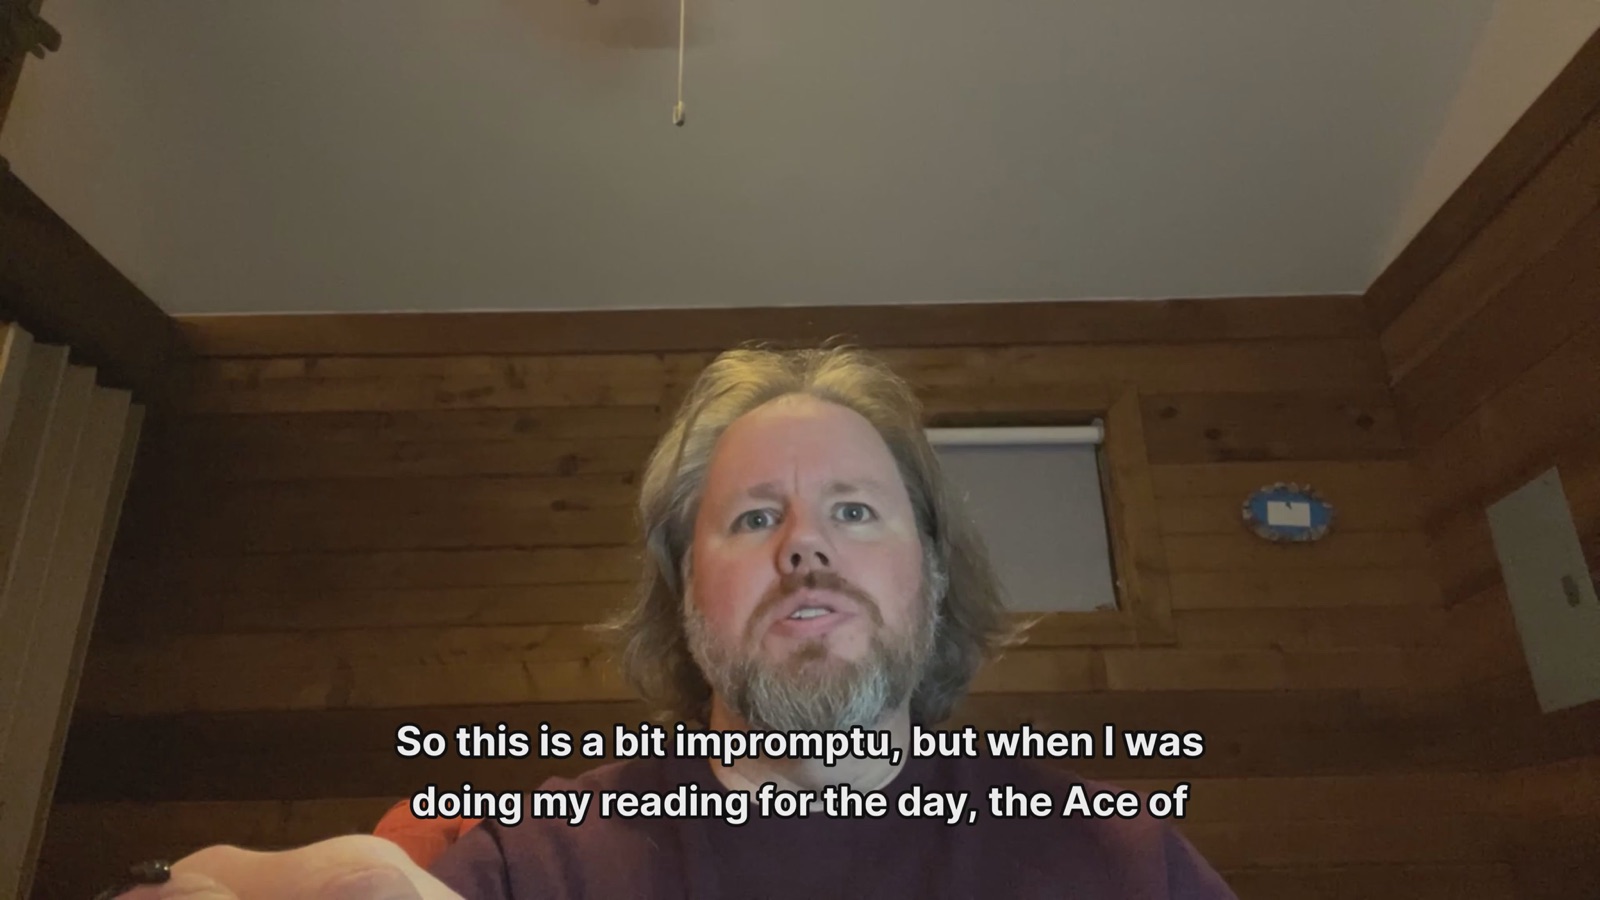 So this is a bit impromptu, but when I was
doing my reading for the day, the Ace of